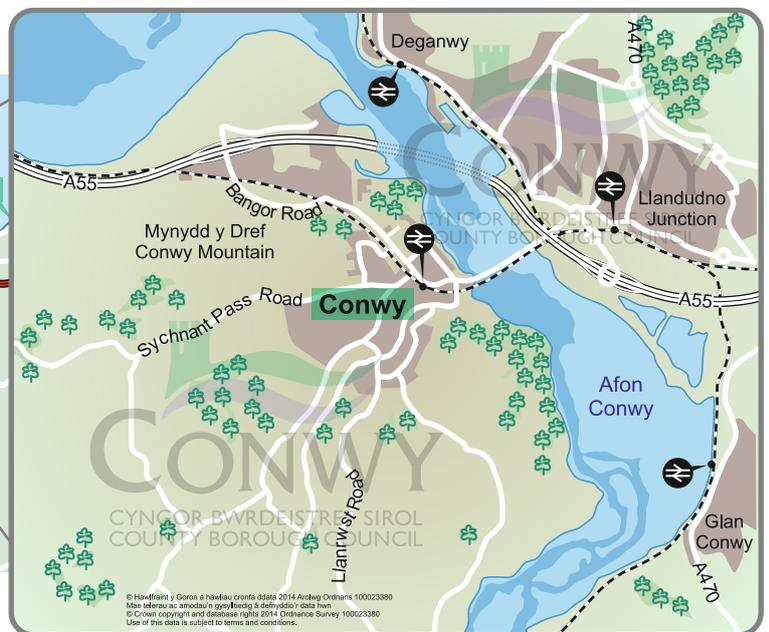 Deganwy
A470
A55
Bangor Road
Llandudno
Junction
Mynydd y Dref
Conwy Mountain
CONWY
CYNGOR BWRDEISTREF SIROL
COUNTY BOROUGH COUNCIL
Sychnant Pass Road
Conwy
A55
Afon
Conwy
CONWY
CYNGOR BWRDEISTREF SIROL
COUNTY BOROUGH COUNCIL
Llanrwst Road
Glan
Conwy
A470
© Hawlfraint y Goron a hawliau cronfa ddata 2014 Arolwg Ordnans 100023380
Mae telerau ac amodau'n gysylltiedig â defnyddio'r data hwn
© Crown copyright and database rights 2014 Ordnance Survey 100023380
Use of this data is subject to terms and conditions.